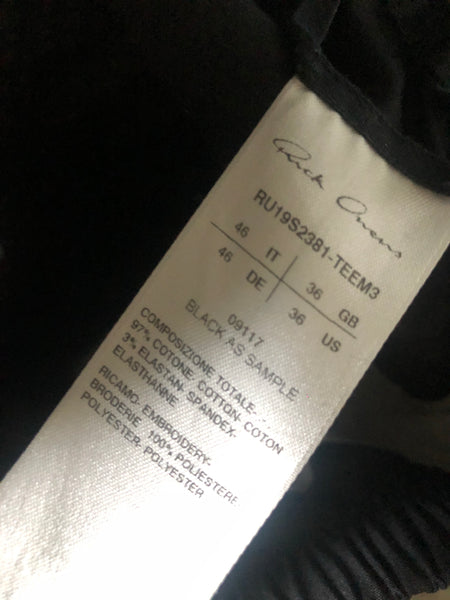 Rick Owens
RU19S2381-TEEM3
46 IT 36 GB
46 DE 36 US
09117
BLACK AS SAMPLE
COMPOSIZIONE TOTALE-
97% COTONE- COTTON- COTON
3% ELASTAN- SPANDEX-
ELASTHANNE
RICAMO- EMBROIDERY-
BRODERIE 100% POLIESTERE
POLYESTER- POLYESTER